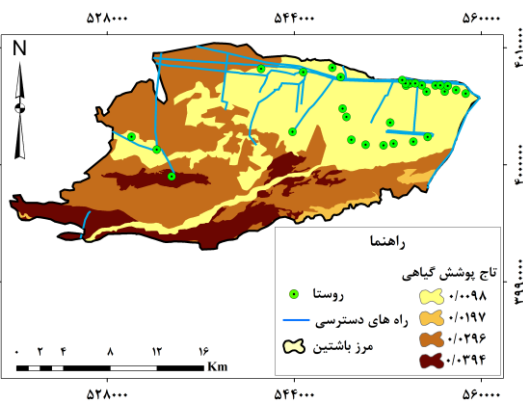 ۵۲۸۰۰۰ ۵۴۴۰۰۰ ۵۶۰۰۰۰
N
۴۰۱۰۰۰۰
۴۰۰۰۰۰۰
۳۹۹۰۰۰۰
راهنما
تاج پوشش گیاهی
روستا
راه های دسترسی
مرز باشتین
۰/۰۰۹۸
۰/۰۱۹۷
۰/۰۲۹۶
۰/۰۳۹۴
۰ ۲ ۴ ۸ ۱۲ ۱۶
Km
۵۲۸۰۰۰ ۵۴۴۰۰۰ ۵۶۰۰۰۰